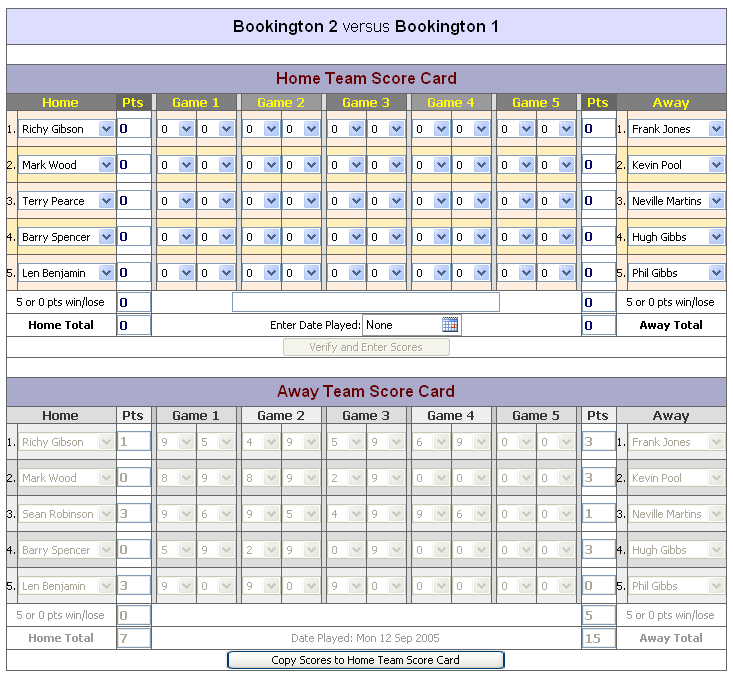 Bookington 2 versus Bookington 1
Home Team Score Card
Home Pts Game 1 Game 2 Game 3 Game 4 Game 5 Pts Away
1. Richy Gibson 0 0 0 0 0 0 0 0 0 0 0 0 1. Frank Jones
2. Mark Wood 0 0 0 0 0 0 0 0 0 0 0 0 2. Kevin Pool
3. Terry Pearce 0 0 0 0 0 0 0 0 0 0 0 0 3. Neville Martins
4. Barry Spencer 0 0 0 0 0 0 0 0 0 0 0 0 4. Hugh Gibbs
5. Len Benjamin 0 0 0 0 0 0 0 0 0 0 0 0 5. Phil Gibbs
5 or 0 pts win/lose 0 0 5 or 0 pts win/lose
Home Total 0 Enter Date Played: None 0 Away Total
Verify and Enter Scores
Away Team Score Card
Home Pts Game 1 Game 2 Game 3 Game 4 Game 5 Pts Away
1. Richy Gibson 1 9 5 4 9 5 9 6 9 0 0 3 1. Frank Jones
2. Mark Wood 0 8 9 8 9 2 9 0 0 0 0 3 2. Kevin Pool
3. Sean Robinson 3 9 6 9 5 4 9 9 6 0 0 1 3. Neville Martins
4. Barry Spencer 0 5 9 2 9 0 9 0 0 0 0 3 4. Hugh Gibbs
5. Len Benjamin 3 9 0 9 0 9 0 0 0 0 0 0 5. Phil Gibbs
5 or 0 pts win/lose 0 5 5 or 0 pts win/lose
Home Total 7 Date Played: Mon 12 Sep 2005 15 Away Total
Copy Scores to Home Team Score Card